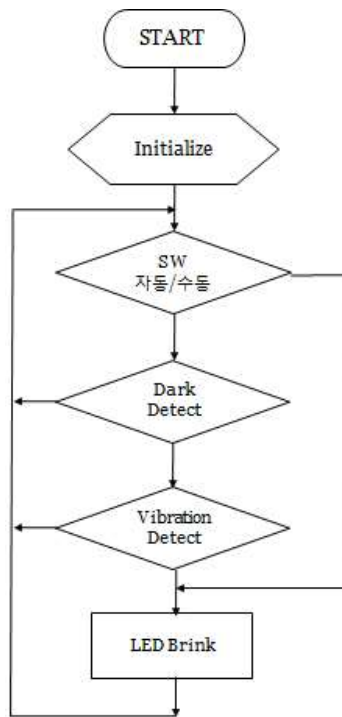 START
Initialize
SW
자동/수동
Dark
Detect
Vibration
Detect
LED Brink